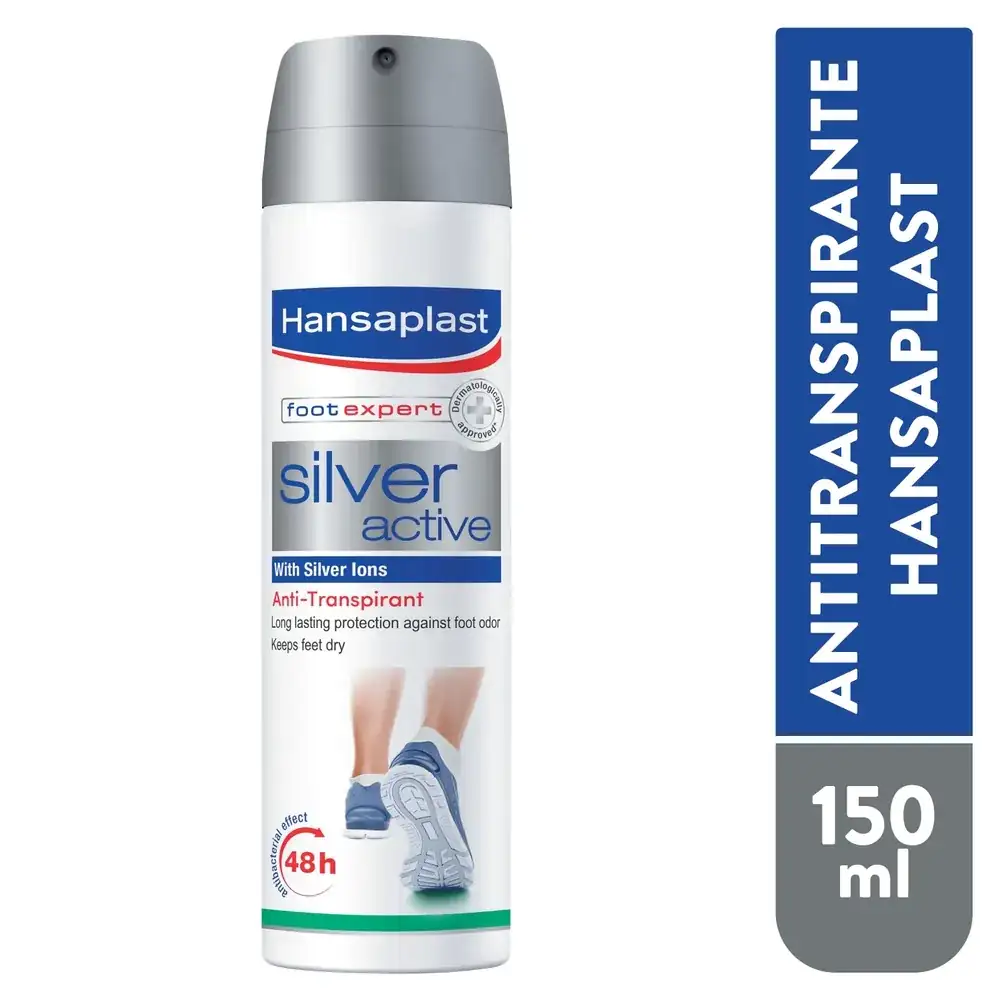 Hansaplast
foot expert
Dermatologically
approved*
silver
active
With Silver Ions
Anti-Transpirant
Long lasting protection against foot odor
Keeps feet dry
antibacterial effect
48h
ANTITRANSPIRANTE
HANSAPLAST
150
ml